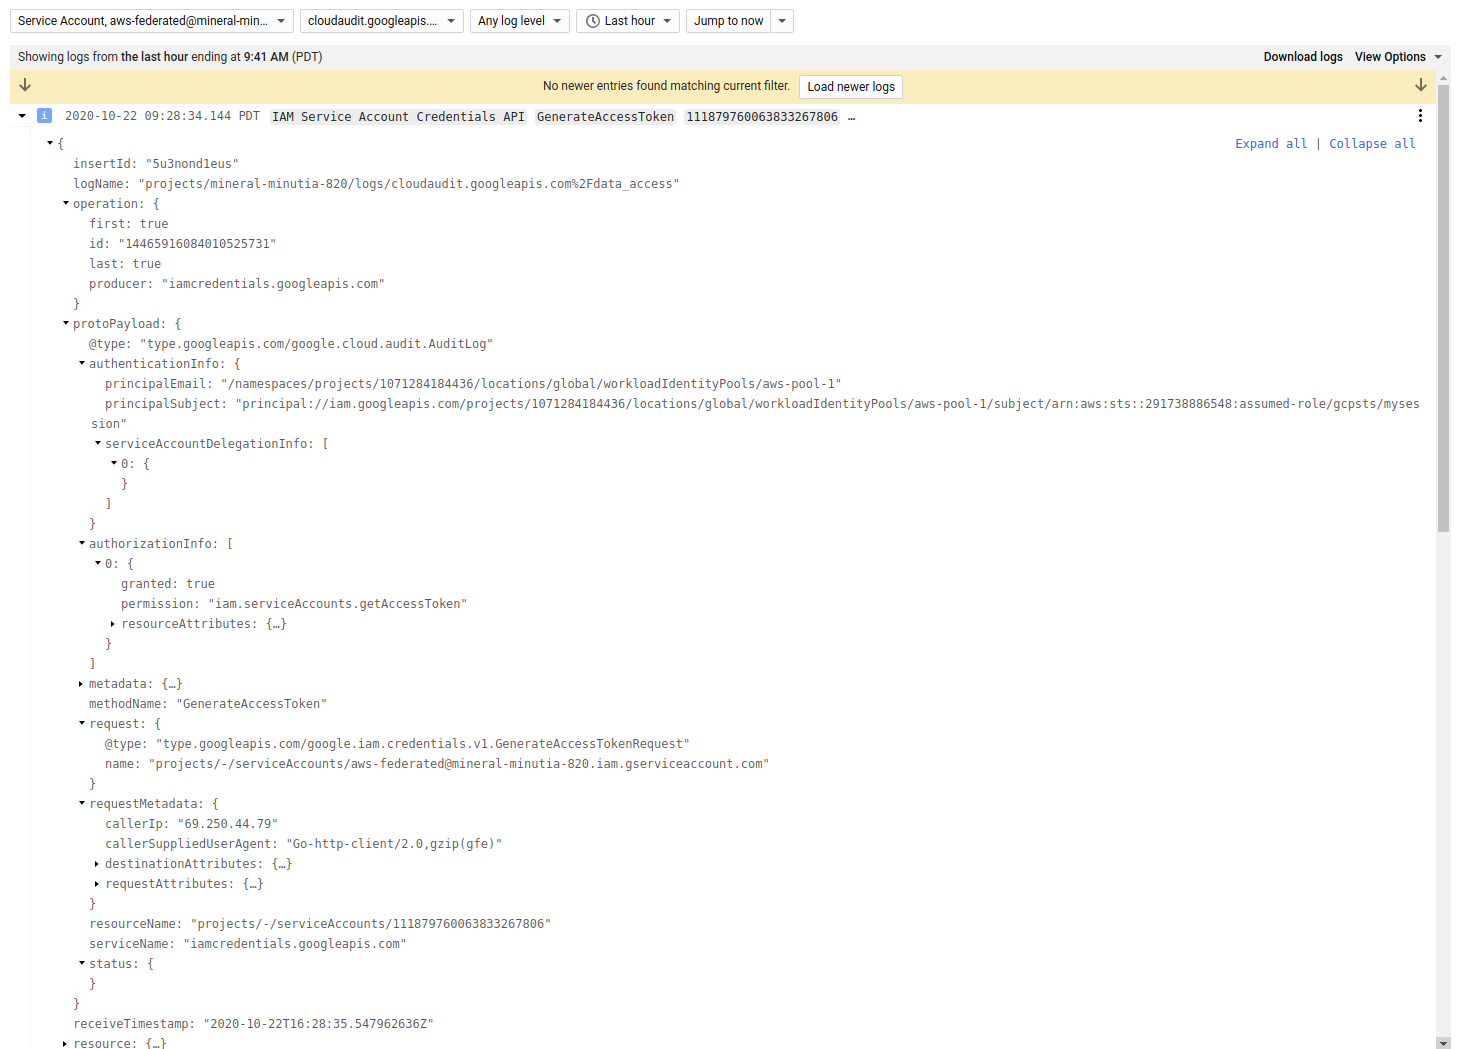 Service Account, aws-federated@mineral-min... cloudaudit.googleapis.... Any log level Last hour Jump to now
Showing logs from the last hour ending at 9:41 AM (PDT) Download logs View Options
No newer entries found matching current filter. Load newer logs
i 2020-10-22 09:28:34.144 PDT IAM Service Account Credentials API GenerateAccessToken 111879760063833267806 …
{ Expand all | Collapse all
insertId: "5u3nond1eus"
logName: "projects/mineral-minutia-820/logs/cloudaudit.googleapis.com%2Fdata_access"
operation: {
first: true
id: "14465916084010525731"
last: true
producer: "iamcredentials.googleapis.com"
}
protoPayload: {
@type: "type.googleapis.com/google.cloud.audit.AuditLog"
authenticationInfo: {
principalEmail: "/namespaces/projects/1071284184436/locations/global/workloadIdentityPools/aws-pool-1"
principalSubject: "principal://iam.googleapis.com/projects/1071284184436/locations/global/workloadIdentityPools/aws-pool-1/subject/arn:aws:sts::291738886548:assumed-role/gcpsts/myses
sion"
serviceAccountDelegationInfo: [
0: {
}
]
}
authorizationInfo: [
0: {
granted: true
permission: "iam.serviceAccounts.getAccessToken"
resourceAttributes: {…}
}
]
metadata: {…}
methodName: "GenerateAccessToken"
request: {
@type: "type.googleapis.com/google.iam.credentials.v1.GenerateAccessTokenRequest"
name: "projects/-/serviceAccounts/aws-federated@mineral-minutia-820.iam.gserviceaccount.com"
}
requestMetadata: {
callerIp: "69.250.44.79"
callerSuppliedUserAgent: "Go-http-client/2.0,gzip(gfe)"
destinationAttributes: {…}
requestAttributes: {…}
}
resourceName: "projects/-/serviceAccounts/111879760063833267806"
serviceName: "iamcredentials.googleapis.com"
status: {
}
}
receiveTimestamp: "2020-10-22T16:28:35.547962636Z"
resource: {…}